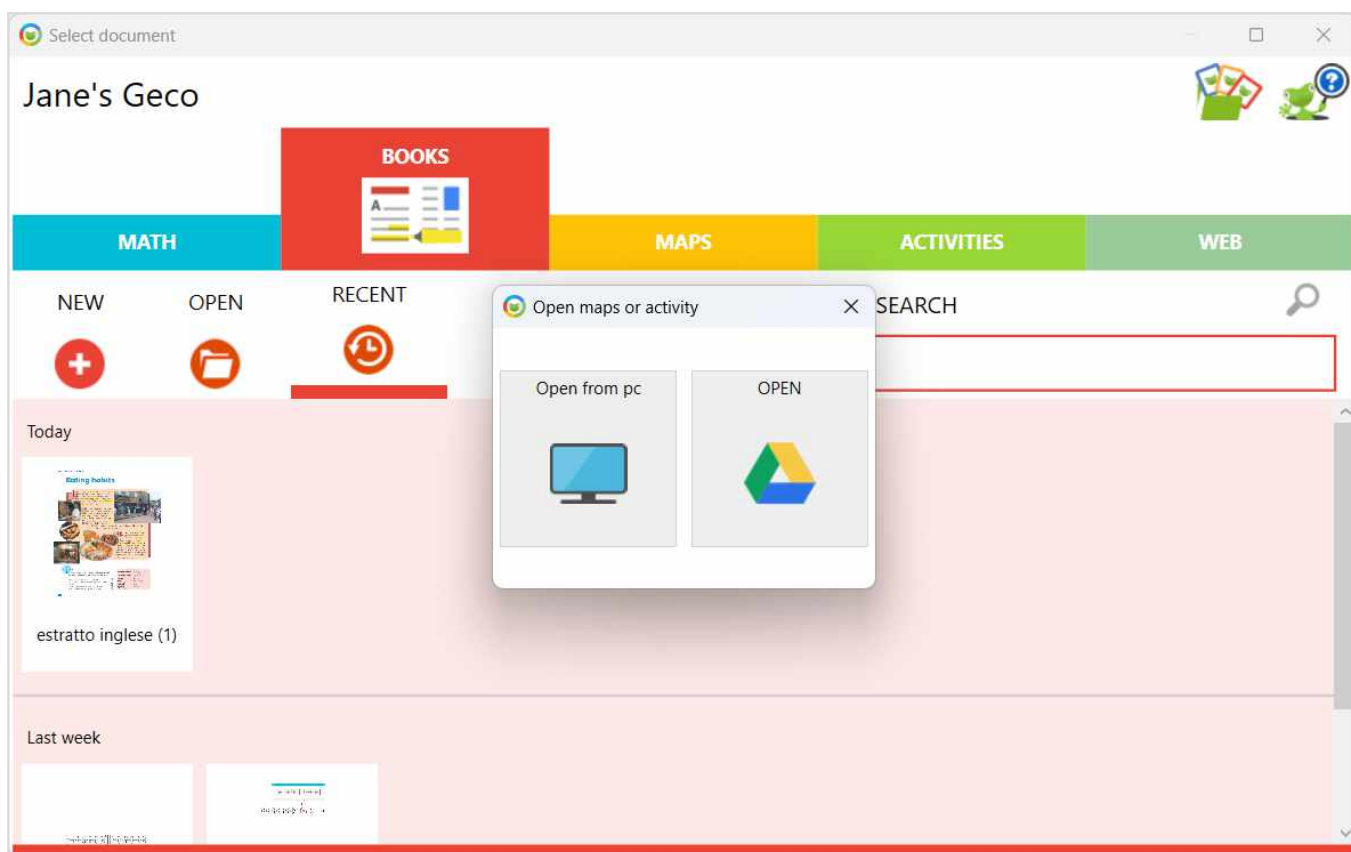 Select document
Jane's Geco
BOOKS
A
MATH
MAPS
ACTIVITIES
WEB
NEW
OPEN
RECENT
Open maps or activity
SEARCH
Open from pc
OPEN
Today
Eating habits
estratto inglese (1)
Last week